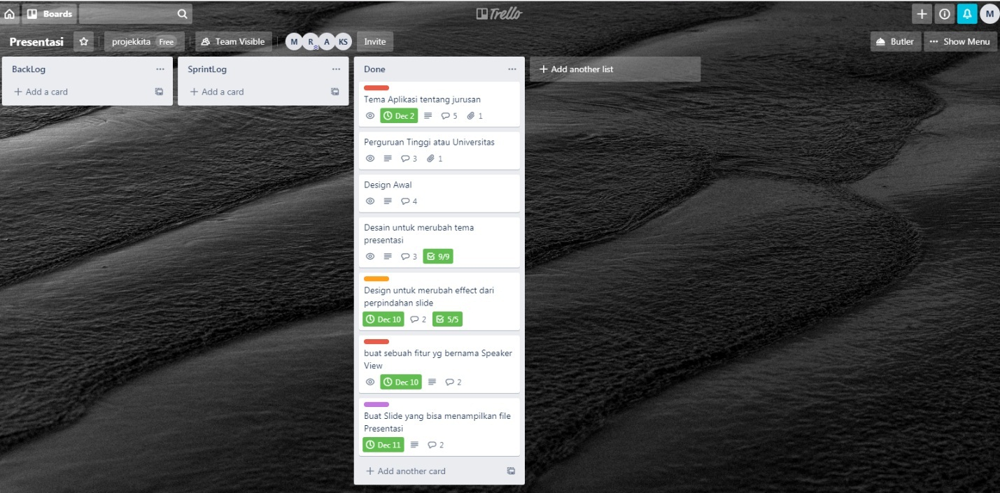 Boards
Trello
M
Presentasi
projekkita Free
Team Visible
M R A KS
Invite
Butler
... Show Menu
BackLog
+ Add a card
SprintLog
+ Add a card
Done
Tema Aplikasi tentang jurusan
Dec 2 5 1
Perguruan Tinggi atau Universitas
3 1
Design Awal
4
Desain untuk merubah tema
presentasi
3 9/9
Design untuk merubah effect dari
perpindahan slide
Dec 10 2 5/5
buat sebuah fitur yg bernama Speaker
View
Dec 10 2
Buat Slide yang bisa menampilkan file
Presentasi
Dec 11 2
+ Add another card
+ Add another list